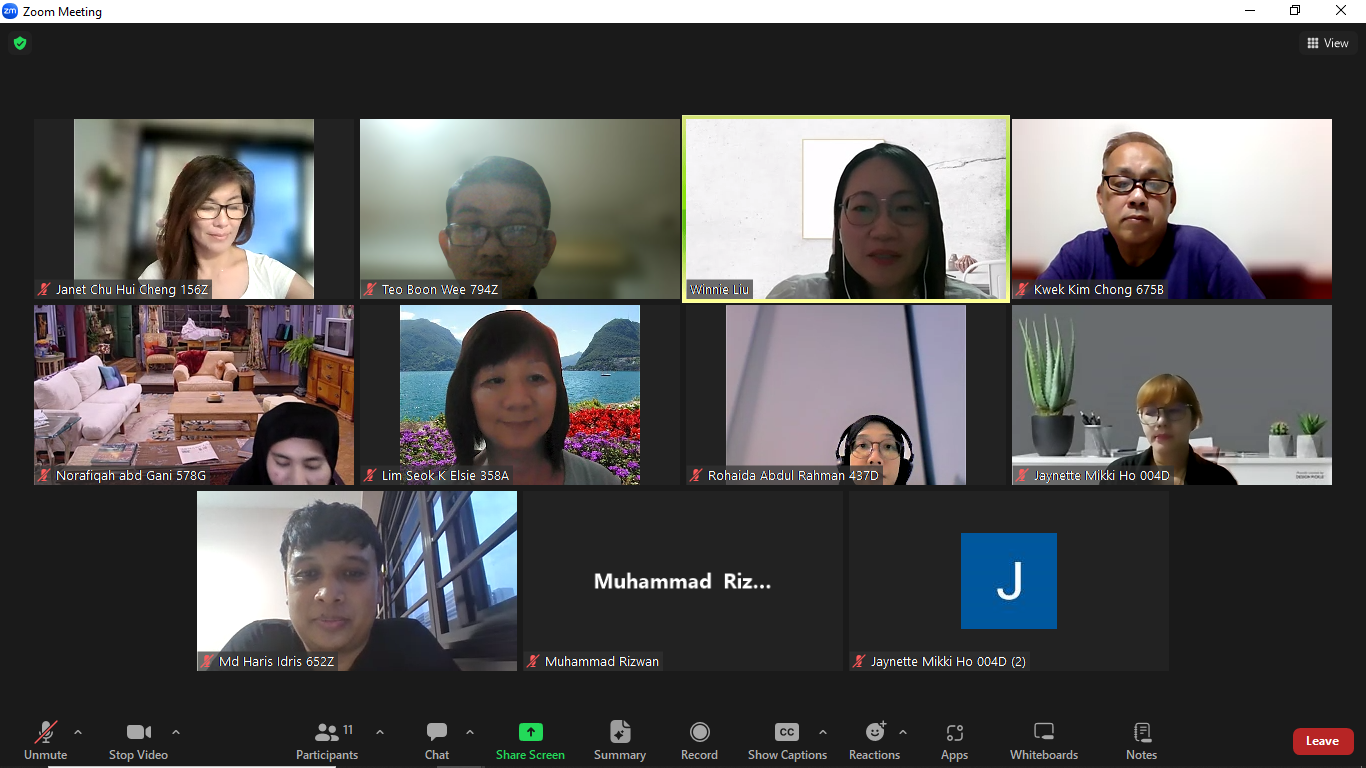 zm Zoom Meeting
View
Janet Chu Hui Cheng 156Z
Teo Boon Wee 794Z
Winnie Liu
Kwek Kim Chong 675B
Norafiqah abd Gani 578G
Lim Seok K Elsie 358A
Rohaida Abdul Rahman 437D
Jaynette Mikki Ho 004D
Muhammad Riz...
J
Md Haris Idris 652Z
Muhammad Rizwan
Jaynette Mikki Ho 004D (2)
11
CC
Unmute
Stop Video
Participants
Chat
Share Screen
Summary
Record
Show Captions
Reactions
Apps
Whiteboards
Notes
Leave